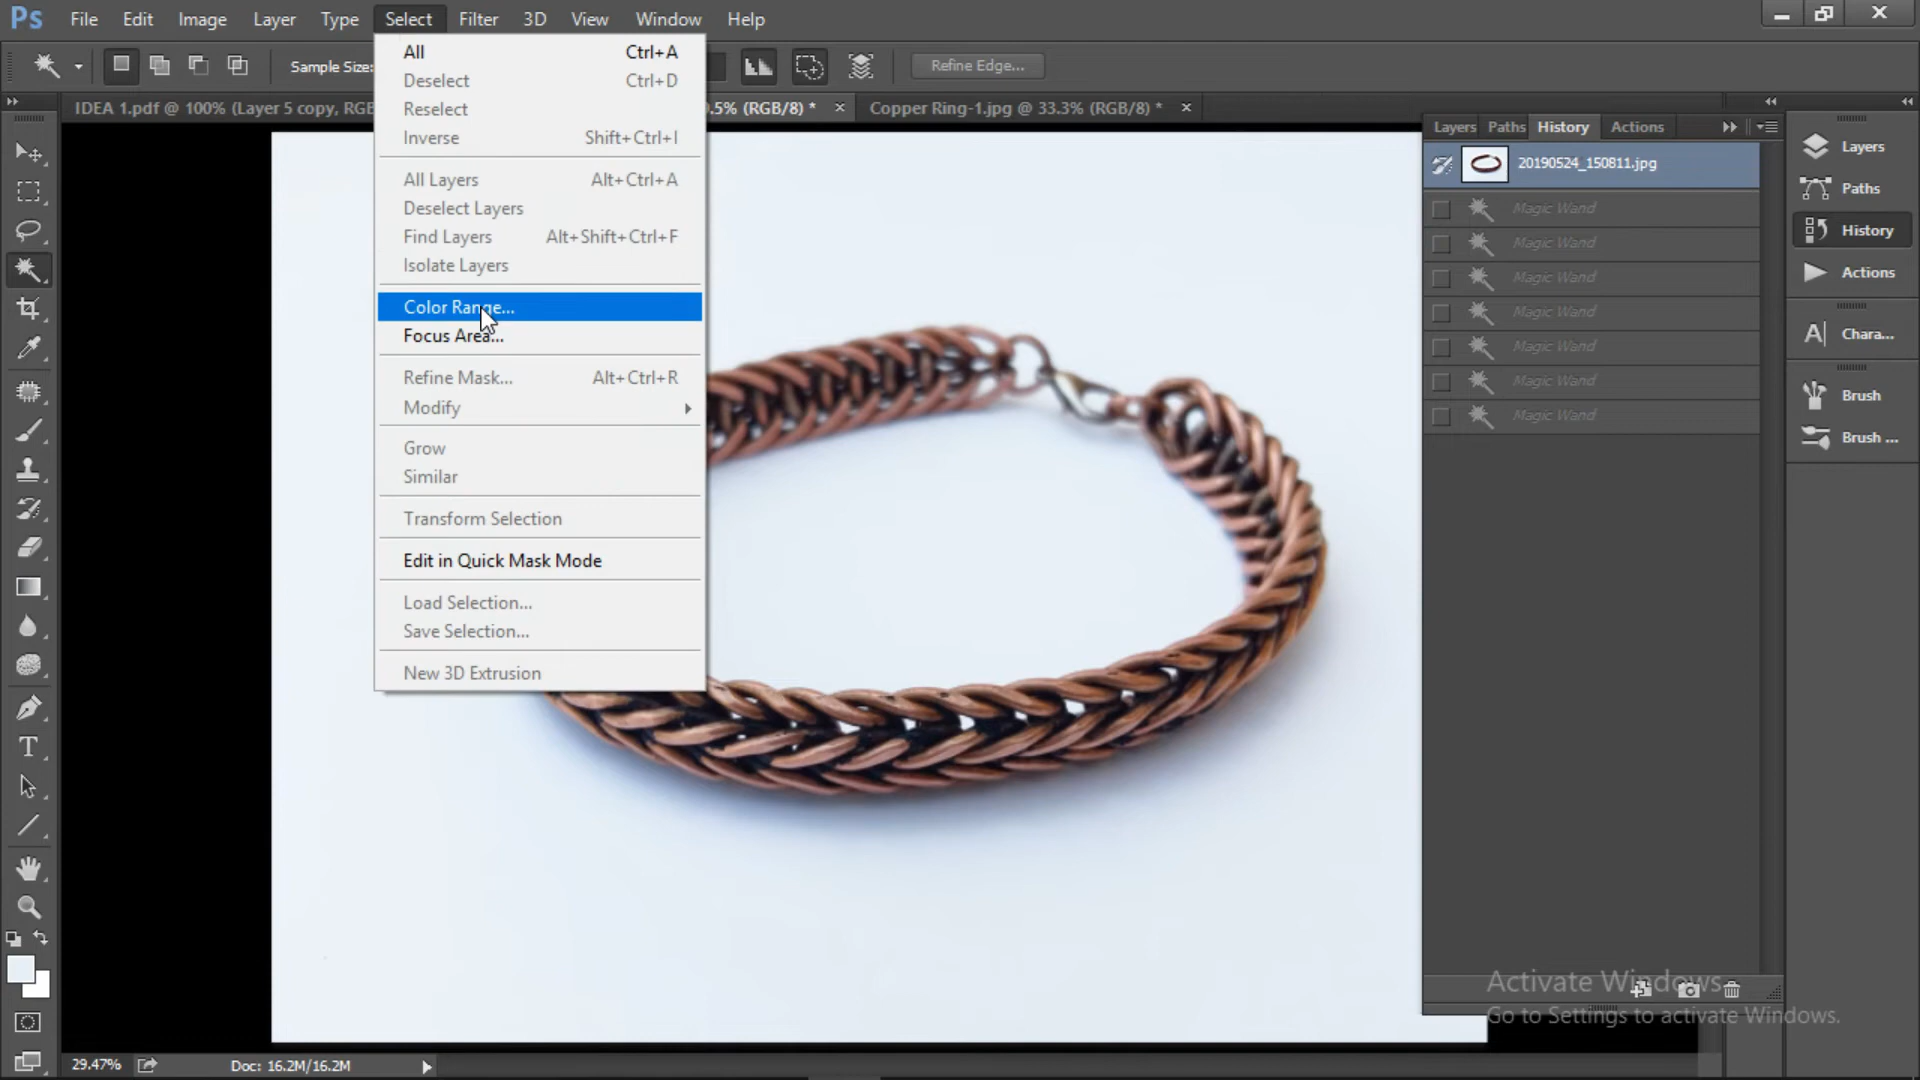 Ps File Edit Image Layer Type Select Filter 3D View Window Help
Sample Size: Refine Edge...
IDEA 1.pdf @ 100% (Layer 5 copy, RGB .5% (RGB/8) * × Copper Ring-1.jpg @ 33.3% (RGB/8) * ×
All Ctrl+A
Deselect Ctrl+D
Reselect
Inverse Shift+Ctrl+I
All Layers Alt+Ctrl+A
Deselect Layers
Find Layers Alt+Shift+Ctrl+F
Isolate Layers
Color Range...
Focus Area...
Refine Mask... Alt+Ctrl+R
Modify
Grow
Similar
Transform Selection
Edit in Quick Mask Mode
Load Selection...
Save Selection...
New 3D Extrusion
Layers Paths History Actions
20190524_150811.jpg
Magic Wand
Magic Wand
Magic Wand
Magic Wand
Magic Wand
Magic Wand
Magic Wand
Layers
Paths
History
Actions
Chara...
Brush
Brush ...
Activate Windows
Go to Settings to activate Windows.
29.47% Doc: 16.2M/16.2M